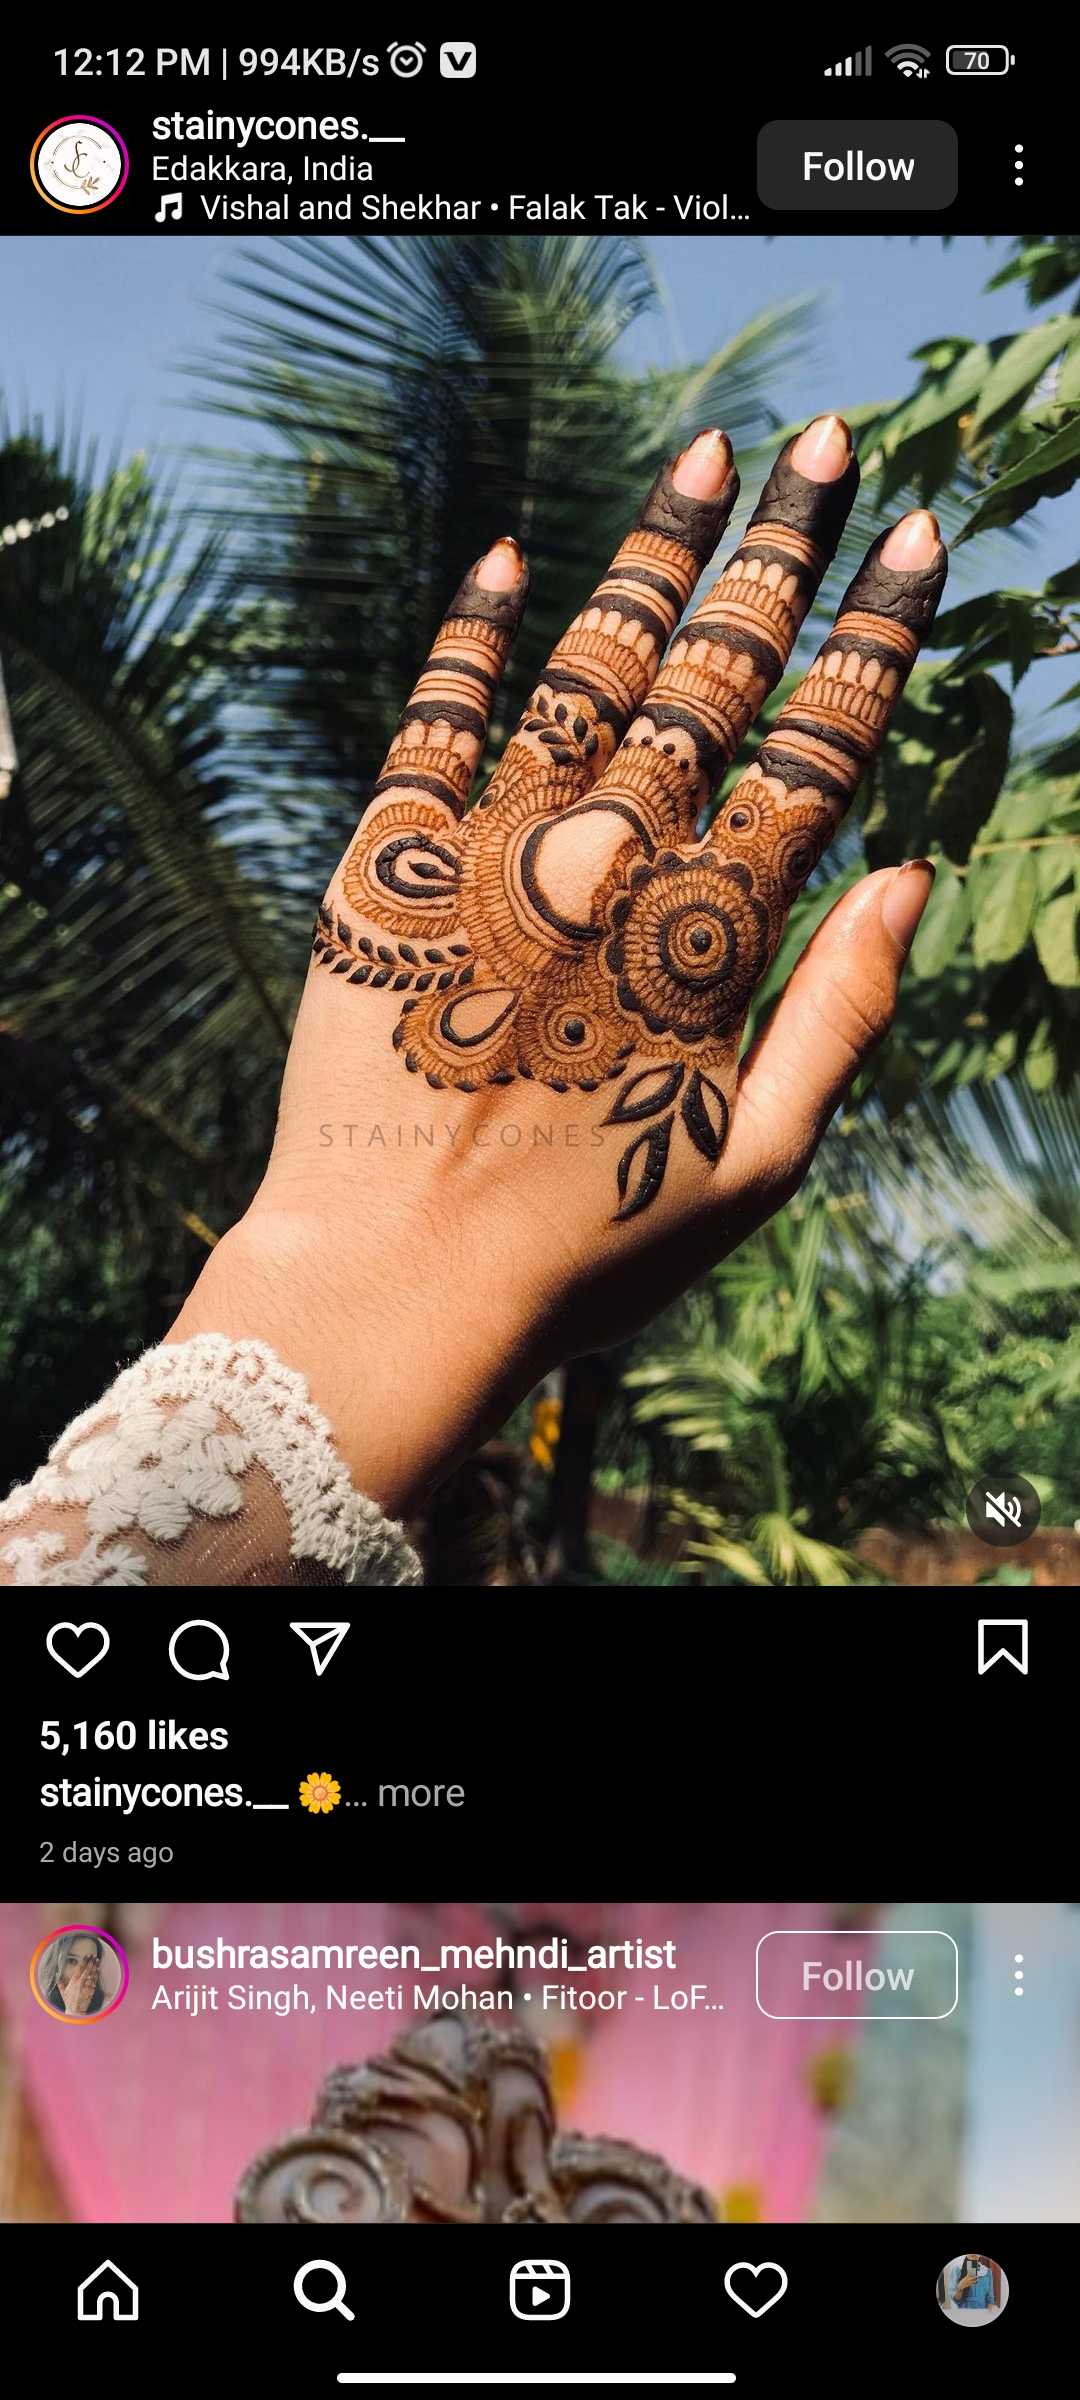 12:12 PM | 994KB/s
70
stainycones.__
Edakkara, India
Vishal and Shekhar • Falak Tak - Viol...
Follow
STAINYCONES
5,160 likes
stainycones.__ 🌼... more
2 days ago
bushrasamreen_mehndi_artist
Arijit Singh, Neeti Mohan • Fitoor - LoF...
Follow